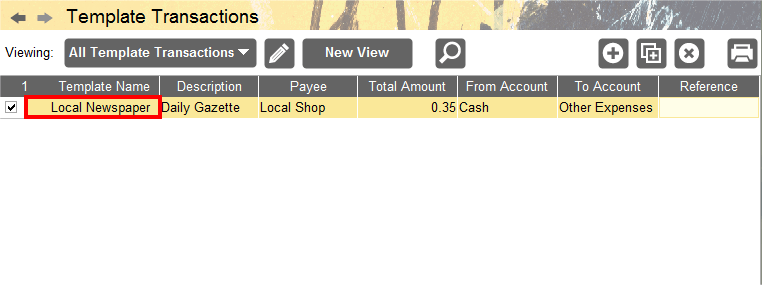 Template Transactions
Viewing: All Template Transactions New View
1 Template Name Description Payee Total Amount From Account To Account Reference
Local Newspaper Daily Gazette Local Shop 0.35 Cash Other Expenses